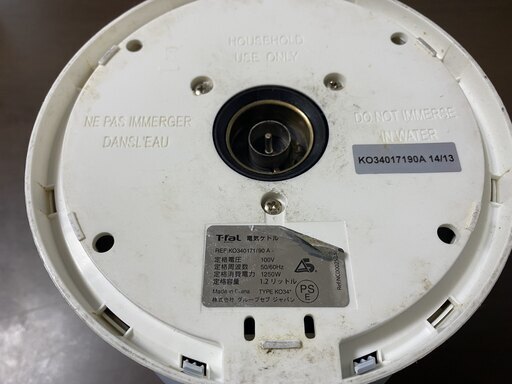 HOUSEHOLD
USE ONLY
NE PAS IMMERGER
DANSL'EAU
DO NOT IMMERSE
IN WATER
KO34017190A 14/13
T-fal 電気ケトル
REF:KO340171/90 A -
定格電圧 : 100V
定格周波数 : 50/60Hz
定格消費電力 : 1250W
定格容量 : 1.2 リットル
Made in China TYPE KO34*
株式会社 グループセブ ジャパン
PS
E